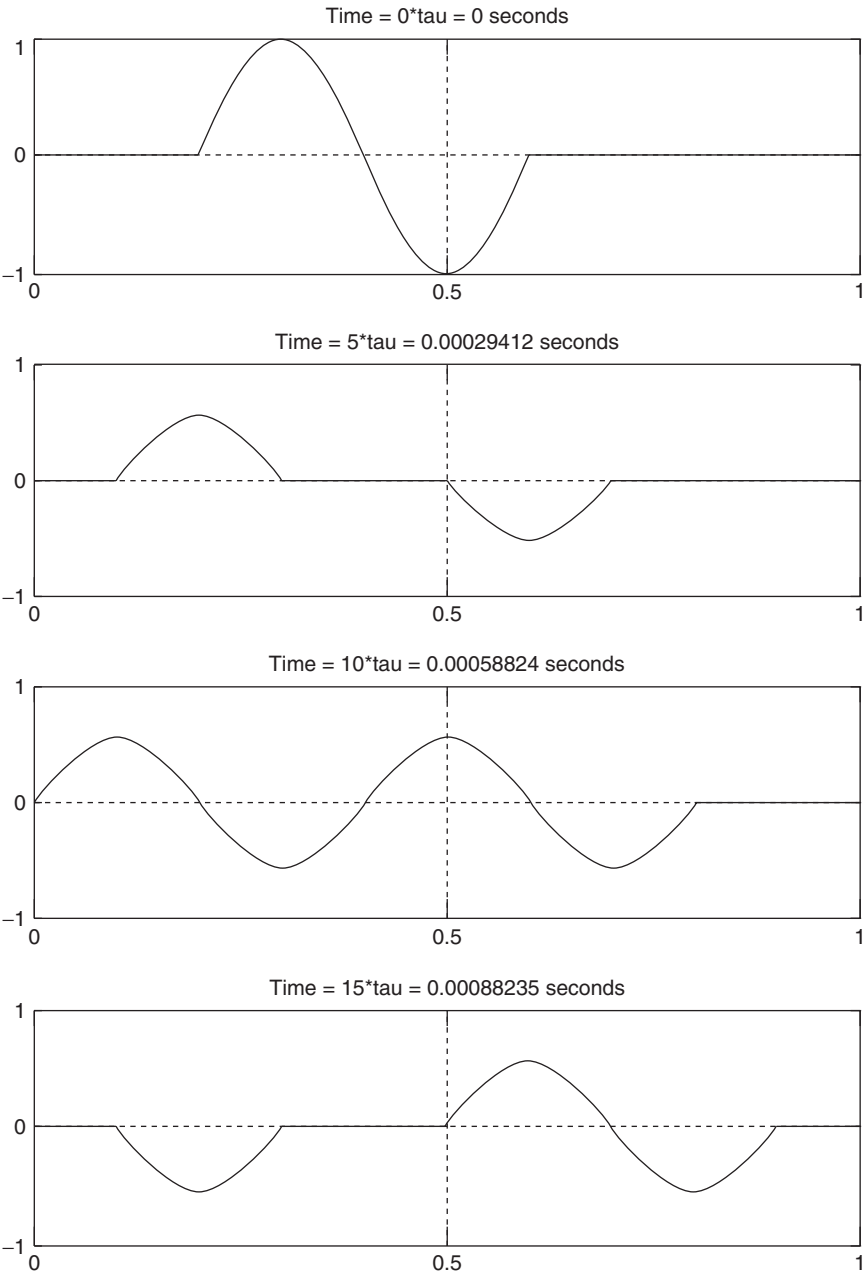 Time = 0*tau = 0 seconds
1
0
−1
0 0.5 1
Time = 5*tau = 0.00029412 seconds
1
0
−1
0 0.5 1
Time = 10*tau = 0.00058824 seconds
1
0
−1
0 0.5 1
Time = 15*tau = 0.00088235 seconds
1
0
−1
0 0.5 1